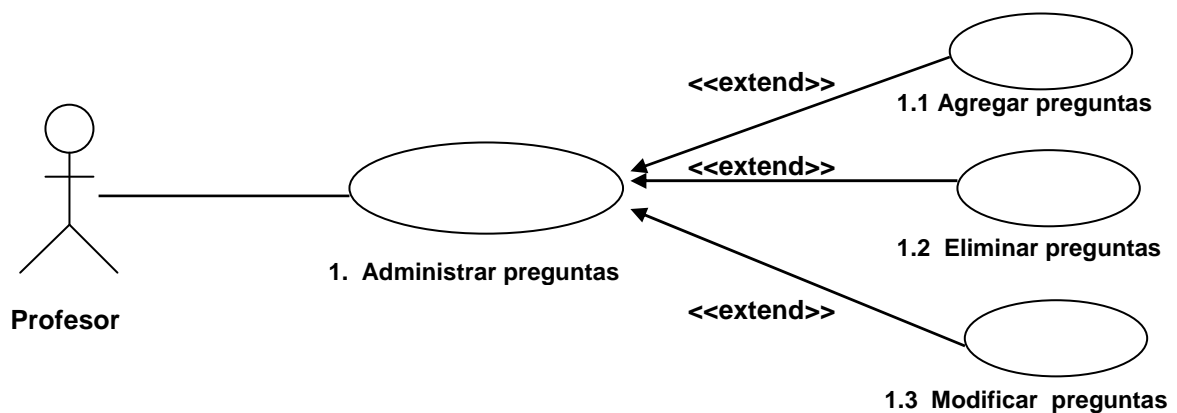 <<extend>>
1.1 Agregar preguntas
<<extend>>
1.2 Eliminar preguntas
1. Administrar preguntas
Profesor
<<extend>>
1.3 Modificar preguntas